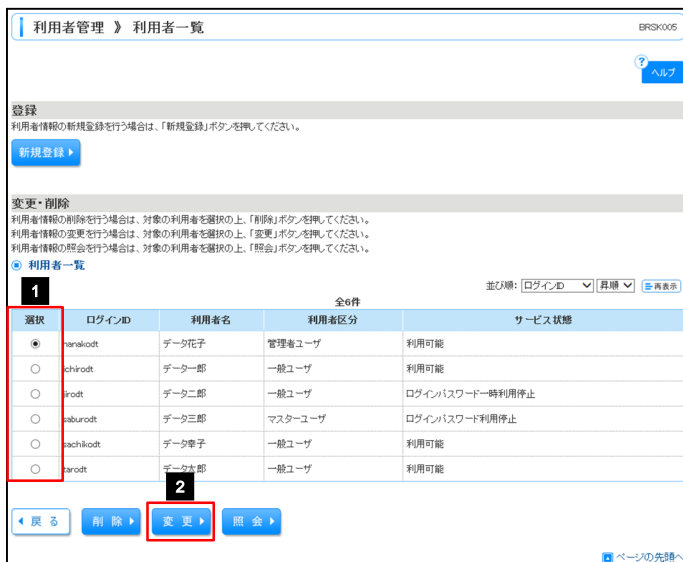 利用者管理 》 利用者一覧 BRSK005
? ヘルプ
登録
利用者情報の新規登録を行う場合は、「新規登録」ボタンを押してください。
新規登録
変更・削除
利用者情報の削除を行う場合は、対象の利用者を選択の上、「削除」ボタンを押してください。
利用者情報の変更を行う場合は、対象の利用者を選択の上、「変更」ボタンを押してください。
利用者情報の照会を行う場合は、対象の利用者を選択の上、「照会」ボタンを押してください。
利用者一覧
1
並び順： ログインID 昇順 再表示
全6件
選択 ログインID 利用者名 利用者区分 サービス状態
hanakodt データ花子 管理者ユーザ 利用可能
ichirodt データ一郎 一般ユーザ 利用可能
jirodt データ二郎 一般ユーザ ログインパスワード一時利用停止
saburodt データ三郎 マスターユーザ ログインパスワード利用停止
sachikodt データ幸子 一般ユーザ 利用可能
tarodt データ太郎 一般ユーザ 利用可能
2
戻る 削除 変更 照会
ページの先頭へ